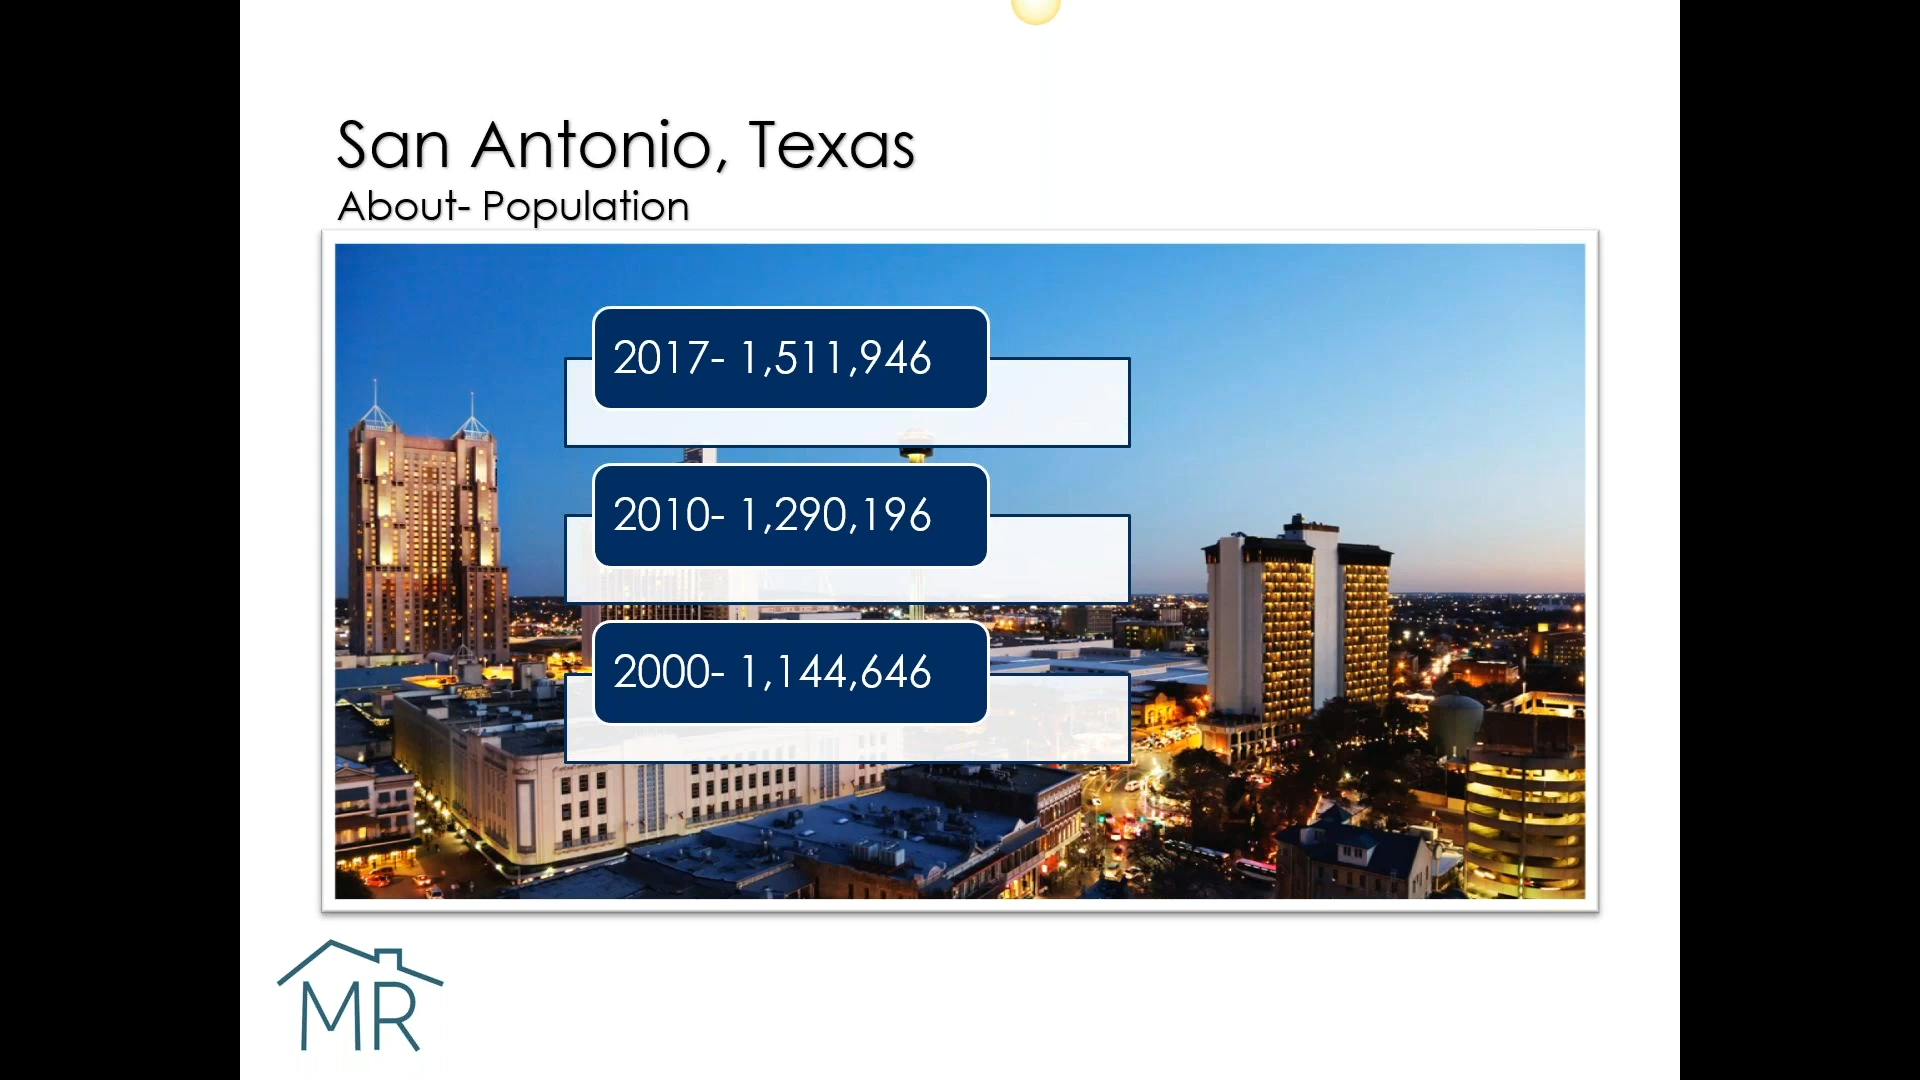 San Antonio, Texas
About- Population
2017- 1,511,946
2010- 1,290,196
2000- 1,144,646
MR